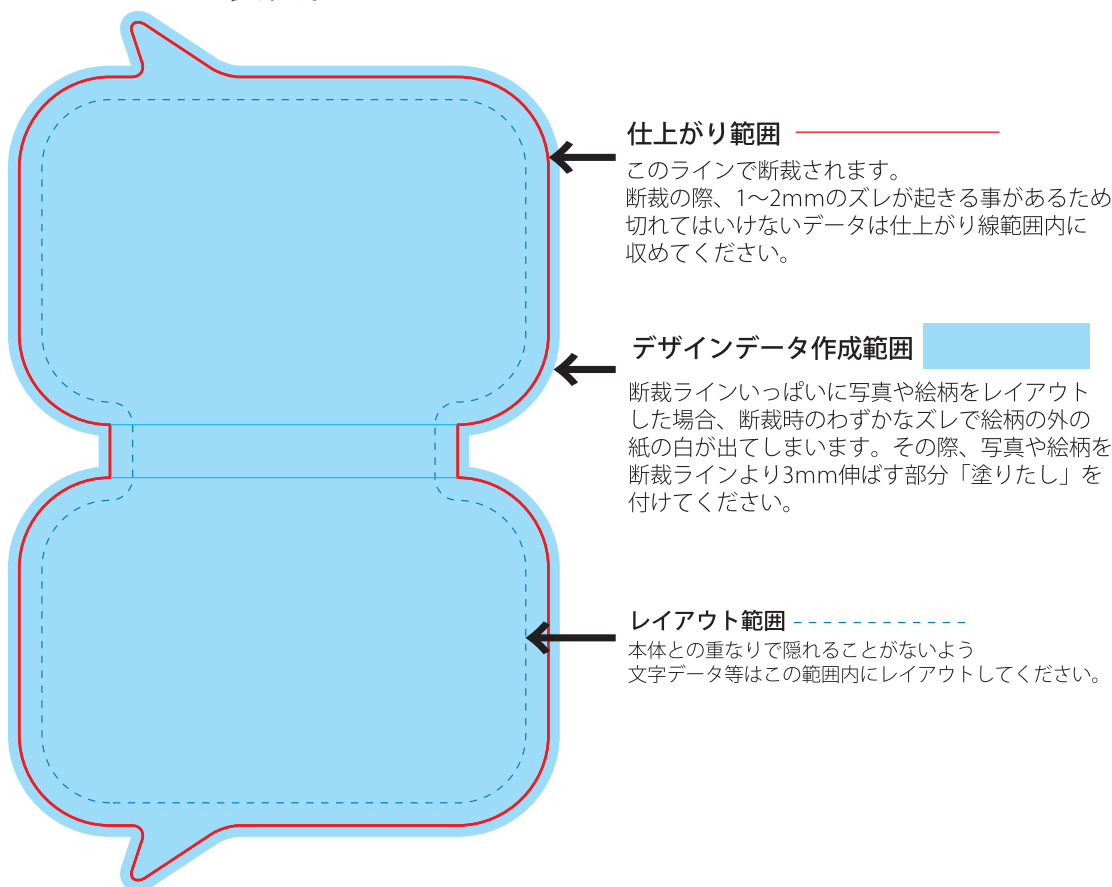 仕上がり範囲
このラインで断裁されます。
断裁の際、1〜2mmのズレが起きる事があるため
切れてはいけないデータは仕上がり線範囲内に
収めてください。
デザインデータ作成範囲
断裁ラインいっぱいに写真や絵柄をレイアウト
した場合、断裁時のわずかなズレで絵柄の外の
紙の白が出てしまいます。その際、写真や絵柄を
断裁ラインより3mm伸ばす部分「塗りたし」を
付けてください。
レイアウト範囲
本体との重なりで隠れることがないよう
文字データ等はこの範囲内にレイアウトしてください。